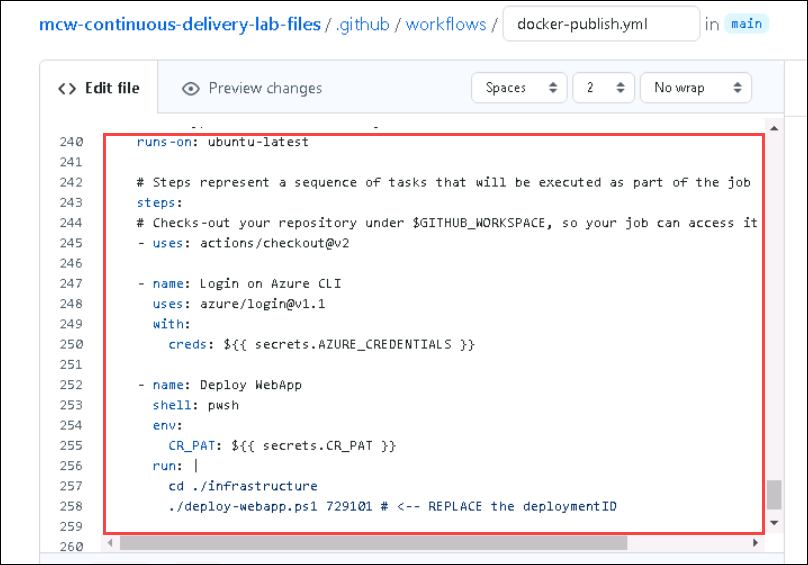 mcw-continuous-delivery-lab-files / .github / workflows / docker-publish.yml in main
<> Edit file Preview changes Spaces 2 No wrap
240 runs-on: ubuntu-latest
241
242 # Steps represent a sequence of tasks that will be executed as part of the job
243 steps:
244 # Checks-out your repository under $GITHUB_WORKSPACE, so your job can access it
245 - uses: actions/checkout@v2
246
247 - name: Login on Azure CLI
248 uses: azure/login@v1.1
249 with:
250 creds: ${{ secrets.AZURE_CREDENTIALS }}
251
252 - name: Deploy WebApp
253 shell: pwsh
254 env:
255 CR_PAT: ${{ secrets.CR_PAT }}
256 run: |
257 cd ./infrastructure
258 ./deploy-webapp.ps1 729101 # <-- REPLACE the deploymentID
259
260